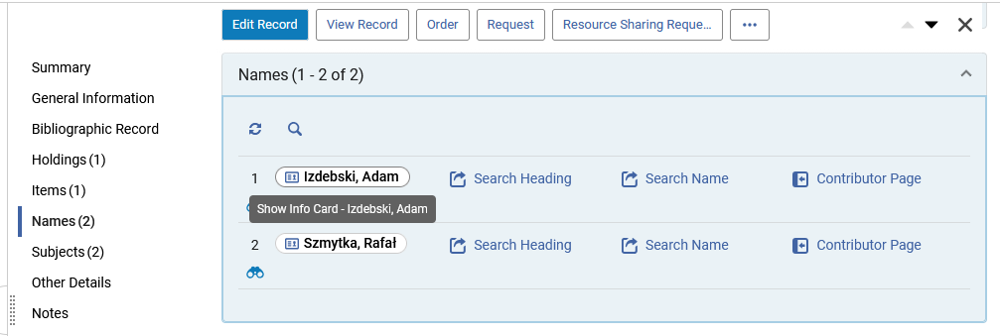 Edit Record View Record Order Request Resource Sharing Reque...
Summary
General Information
Bibliographic Record
Holdings (1)
Items (1)
Names (2)
Subjects (2)
Other Details
Notes
Names (1 - 2 of 2)
1 Izdebski, Adam Search Heading Search Name Contributor Page
Show Info Card - Izdebski, Adam
2 Szmytka, Rafał Search Heading Search Name Contributor Page